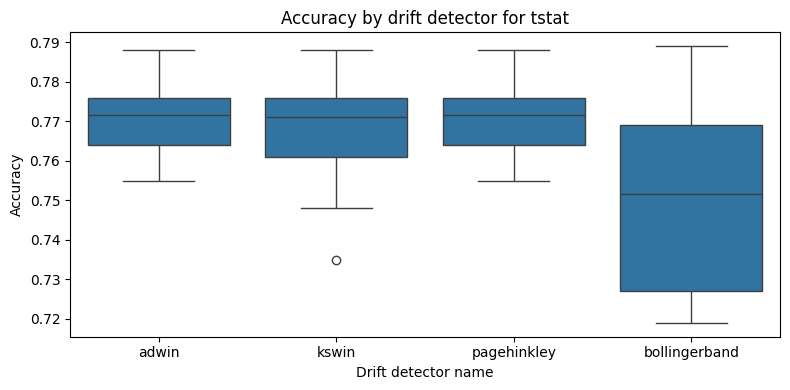 Accuracy by drift detector for tstat
Accuracy
0.79
0.78
0.77
0.76
0.75
0.74
0.73
0.72
adwin
kswin
pagehinkley
bollingerband
Drift detector name